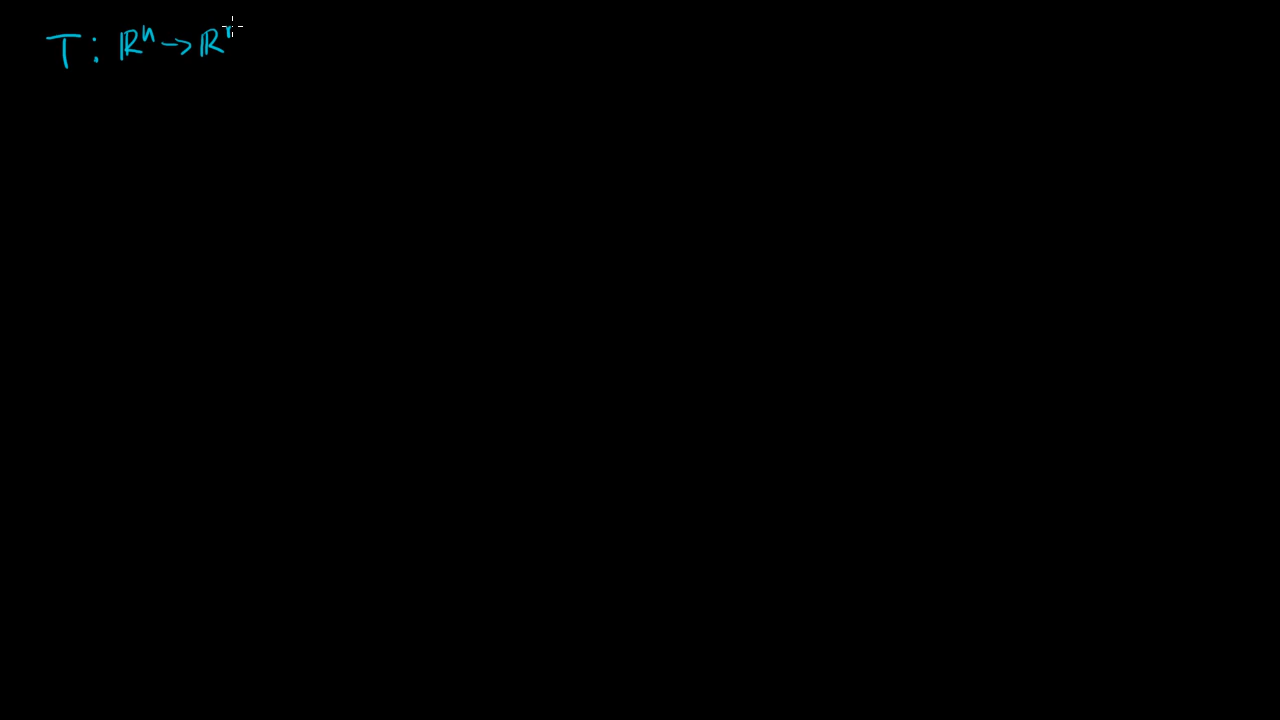 T : ℝⁿ → ℝ